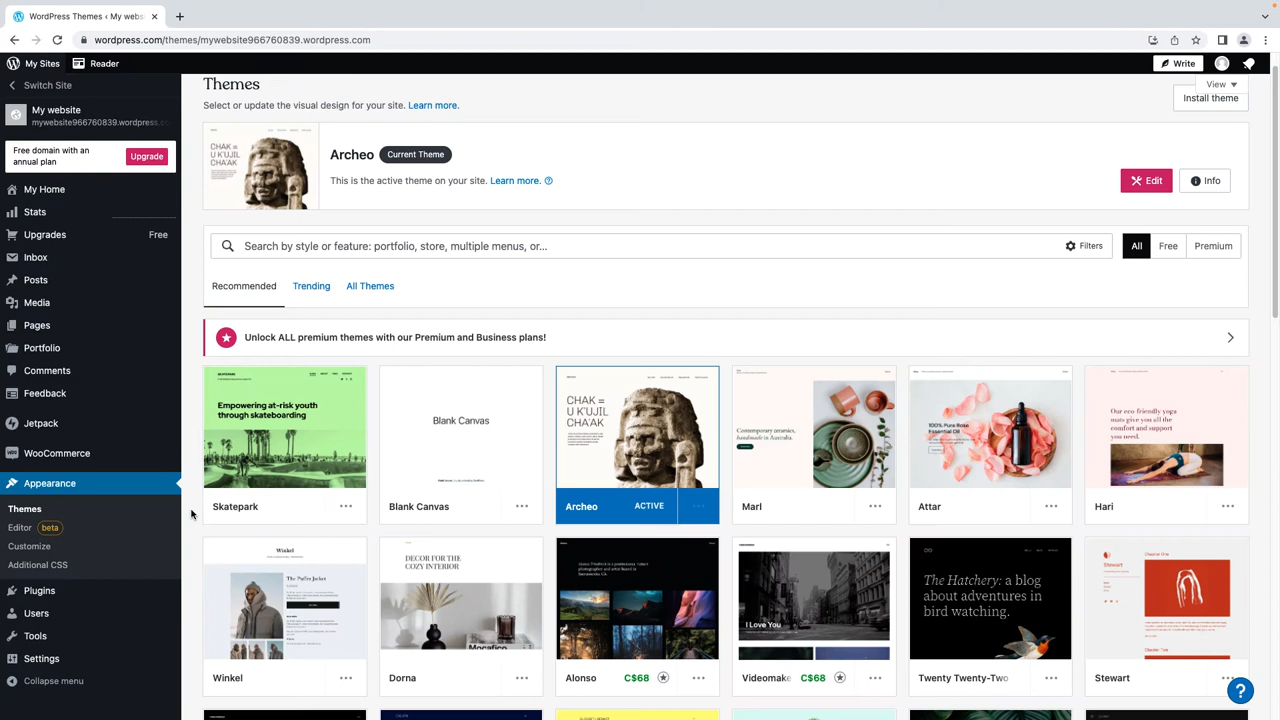 WordPress Themes ‹ My webs
wordpress.com/themes/mywebsite966760839.wordpress.com
My Sites
Reader
Write
Switch Site
My website
mywebsite966760839.wordpress.c
Free domain with an
annual plan
Upgrade
My Home
Stats
Upgrades
Free
Inbox
Posts
Media
Pages
Portfolio
Comments
Feedback
Jetpack
WooCommerce
Appearance
Themes
Editor
beta
Customize
Additional CSS
Plugins
Users
Tools
Settings
Collapse menu
Themes
Select or update the visual design for your site. Learn more.
View
Install theme
CHAK =
U K'UJIL
CHA'AK
Archeo
Current Theme
This is the active theme on your site. Learn more.
Edit
Info
Search by style or feature: portfolio, store, multiple menus, or...
Filters
All
Free
Premium
Recommended
Trending
All Themes
Unlock ALL premium themes with our Premium and Business plans!
SKATEPARK
Empowering at-risk youth
through skateboarding
Skatepark
Blank Canvas
Blank Canvas
CHAK =
U K'UJIL
CHA'AK
Archeo
ACTIVE
Contemporary ceramics,
handmade in Australia.
Marl
100% Pure Rose
Essential Oil
Attar
Our eco-friendly yoga
mats give you all the
comfort and support
you need.
Hari
Winkel
The Puffer Jacket
Winkel
DECOR FOR THE
COZY INTERIOR
Mocafico
Dorna
Alonso
C$68
I Love You
Videomake
C$68
The Hatchery: a blog
about adventures in
bird watching.
Twenty Twenty-Two
Stewart
Chapter One
Chapter Two
Stewart
?